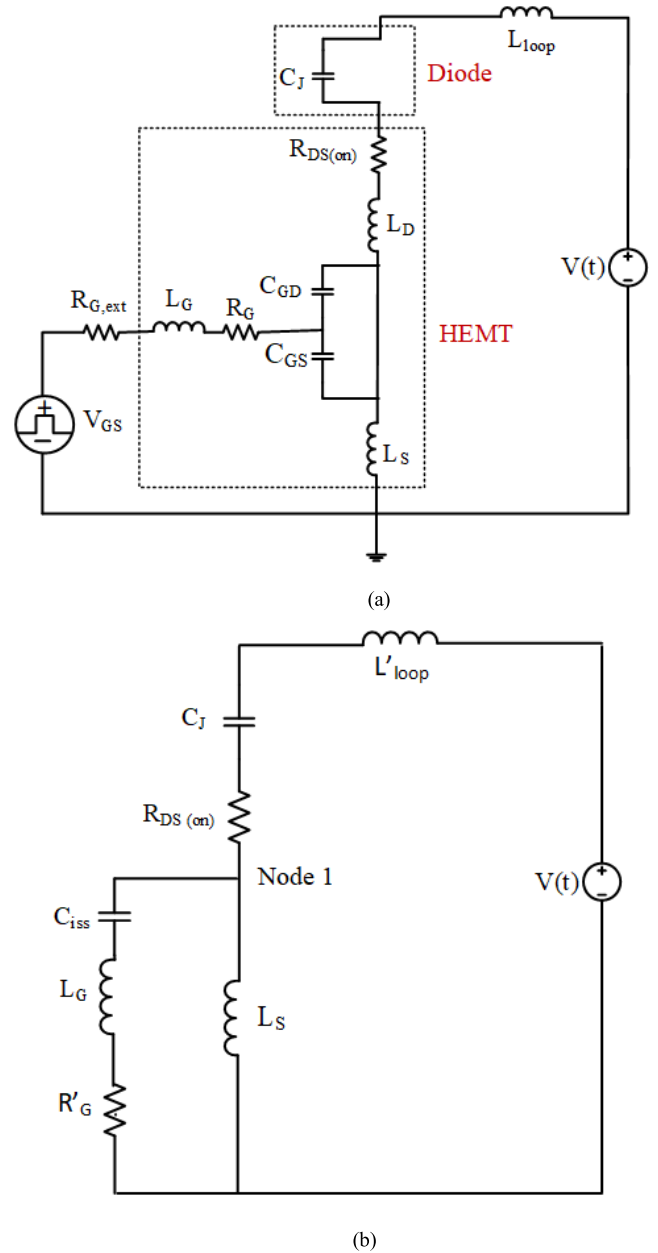 L_loop
C_J
Diode
R_DS(on)
L_D
C_GD
V(t)
R_G,ext
L_G
R_G
HEMT
C_GS
V_GS
L_S
(a)
L'_loop
C_J
R_DS (on)
Node 1
V(t)
C_iss
L_G
L_S
R'_G
(b)